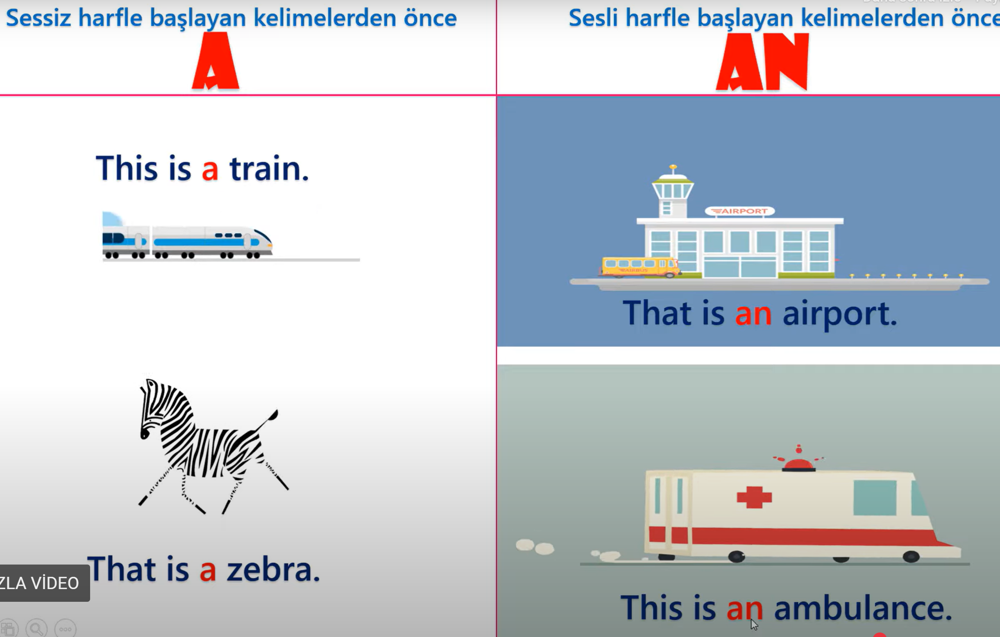 Sessiz harfle başlayan kelimelerden önce
A
This is a train.
That is a zebra.
Sesli harfle başlayan kelimelerden önce
AN
AIRPORT
AIRBUS
That is an airport.
This is an ambulance.
ZLA VİDEO